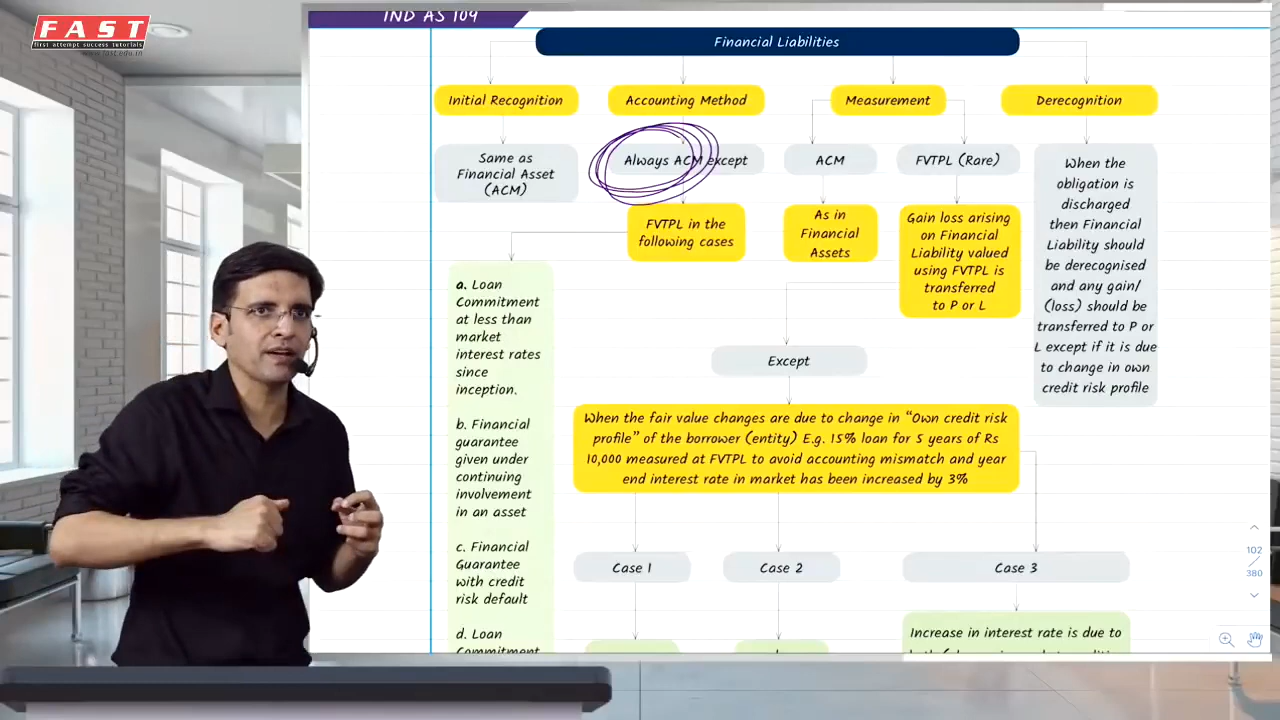 FAST
first attempt success tutorials
www.fast.edu.in
IND AS 109
Financial Liabilities
Initial Recognition
Accounting Method
Measurement
Derecognition
Same as
Financial Asset
(ACM)
Always ACM except
ACM
FVTPL (Rare)
When the
obligation is
discharged
then Financial
Liability should
be derecognised
and any gain/
(loss) should be
transferred to P or
L except if it is due
to change in own
credit risk profile
FVTPL in the
following cases
As in
Financial
Assets
Gain loss arising
on Financial
Liability valued
using FVTPL is
transferred
to P or L
a. Loan
Commitment
at less than
market
interest rates
since
inception.
b. Financial
guarantee
given under
continuing
involvement
in an asset
c. Financial
Guarantee
with credit
risk default
d. Loan
Commitment
Except
When the fair value changes are due to change in “Own credit risk
profile” of the borrower (entity) E.g. 15% loan for 5 years of Rs
10,000 measured at FVTPL to avoid accounting mismatch and year
end interest rate in market has been increased by 3%
Case 1
Case 2
Case 3
Increase in interest rate is due to
102
380